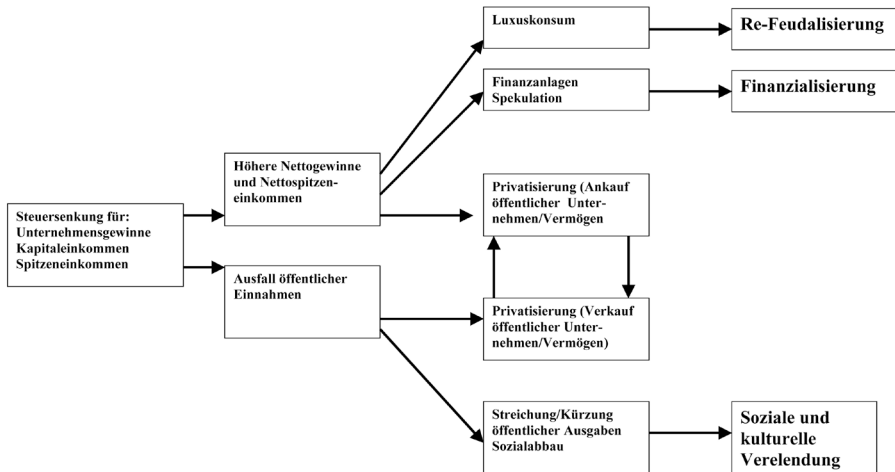 Luxuskonsum
Re-Feudalisierung
Finanzanlagen
Spekulation
Finanzialisierung
Höhere Nettogewinne
und Nettospitzen-
einkommen
Privatisierung (Ankauf
öffentlicher Unter-
nehmen/Vermögen
Steuersenkung für:
Unternehmensgewinne
Kapitaleinkommen
Spitzeneinkommen
Ausfall öffentlicher
Einnahmen
Privatisierung (Verkauf
öffentlicher Unter-
nehmen/Vermögen)
Streichung/Kürzung
öffentlicher Ausgaben
Sozialabbau
Soziale und
kulturelle
Verelendung